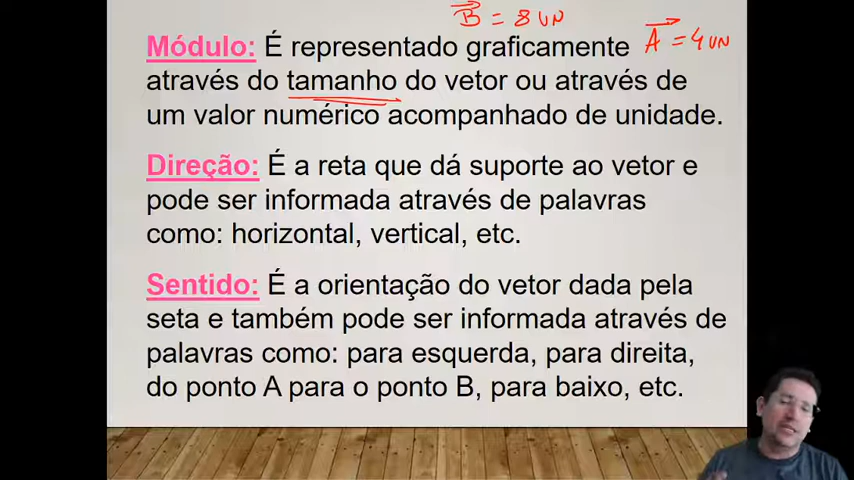 B = 8 UN
A = 4 UN
Módulo: É representado graficamente
através do tamanho do vetor ou através de
um valor numérico acompanhado de unidade.
Direção: É a reta que dá suporte ao vetor e
pode ser informada através de palavras
como: horizontal, vertical, etc.
Sentido: É a orientação do vetor dada pela
seta e também pode ser informada através de
palavras como: para esquerda, para direita,
do ponto A para o ponto B, para baixo, etc.